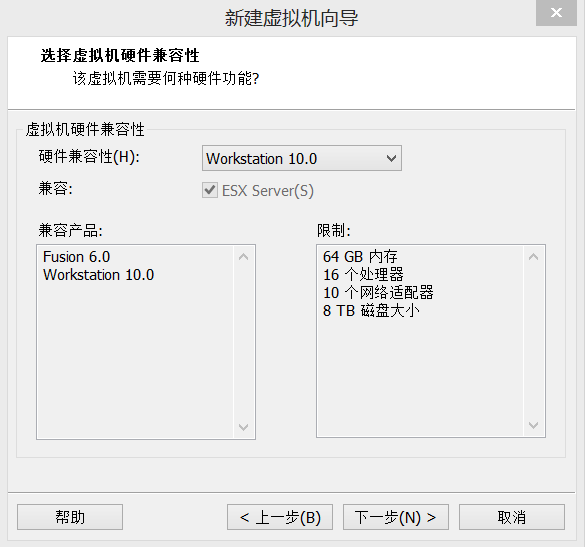 新建虚拟机向导
选择虚拟机硬件兼容性
该虚拟机需要何种硬件功能?
虚拟机硬件兼容性
硬件兼容性(H):
Workstation 10.0
兼容:
ESX Server(S)
兼容产品:
Fusion 6.0
Workstation 10.0
限制:
64 GB 内存
16 个处理器
10 个网络适配器
8 TB 磁盘大小
帮助
< 上一步(B)
下一步(N) >
取消